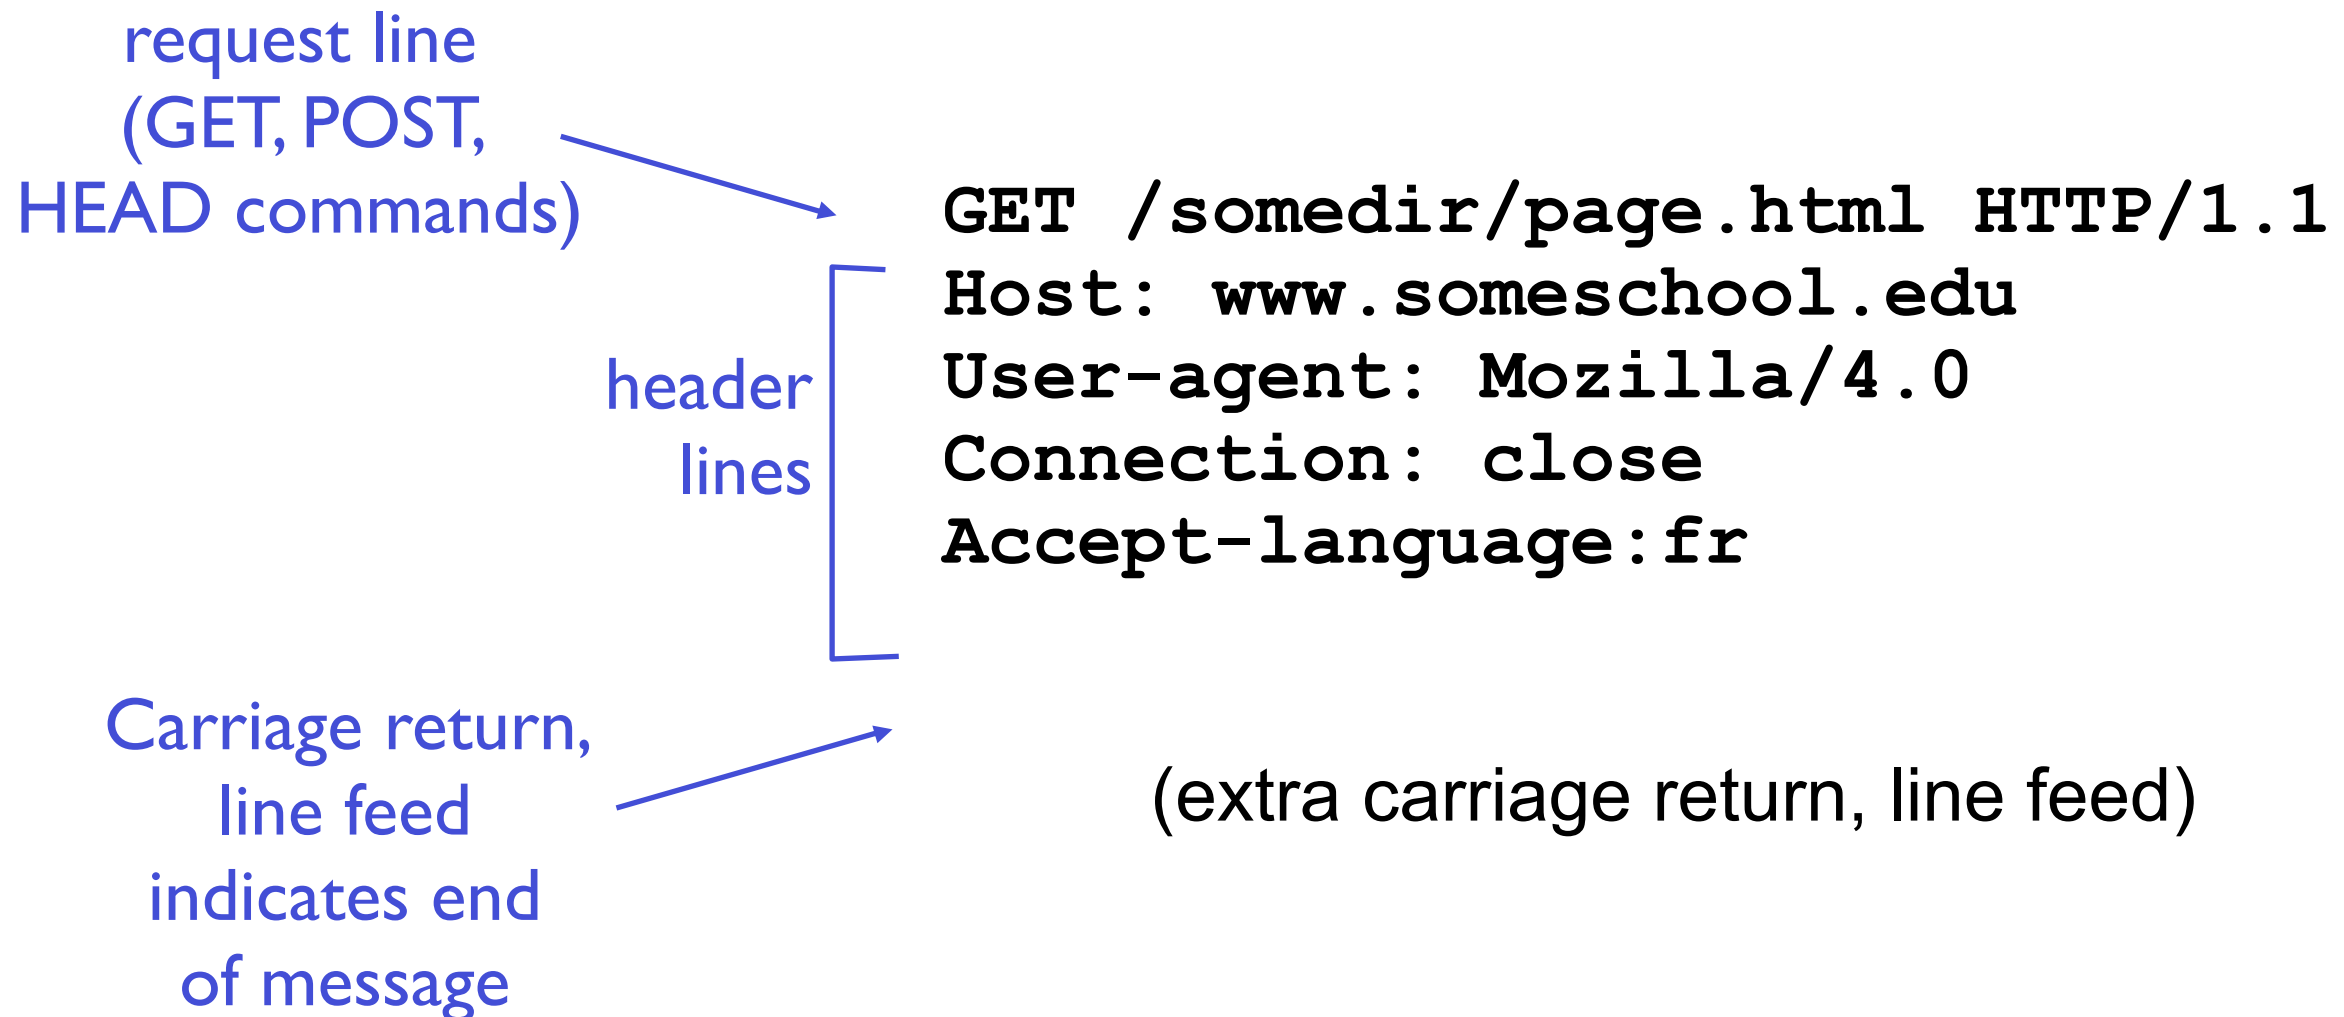 request line
(GET, POST,
HEAD commands)
GET /somedir/page.html HTTP/1.1
Host: www.someschool.edu
User-agent: Mozilla/4.0
Connection: close
Accept-language:fr
header
lines
Carriage return,
line feed
indicates end
of message
(extra carriage return, line feed)